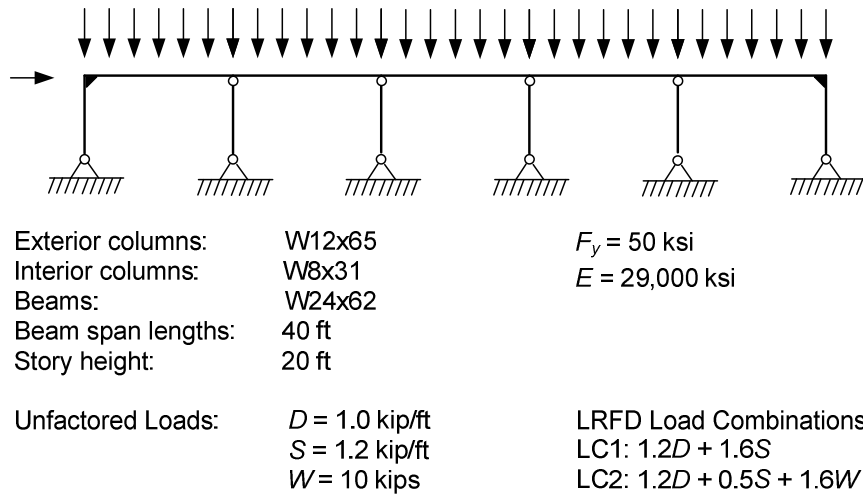 Exterior columns: W12x65
Interior columns: W8x31
Beams: W24x62
Beam span lengths: 40 ft
Story height: 20 ft
F_y = 50 ksi
E = 29,000 ksi
Unfactored Loads: D = 1.0 kip/ft
S = 1.2 kip/ft
W = 10 kips
LRFD Load Combinations
LC1: 1.2D + 1.6S
LC2: 1.2D + 0.5S + 1.6W